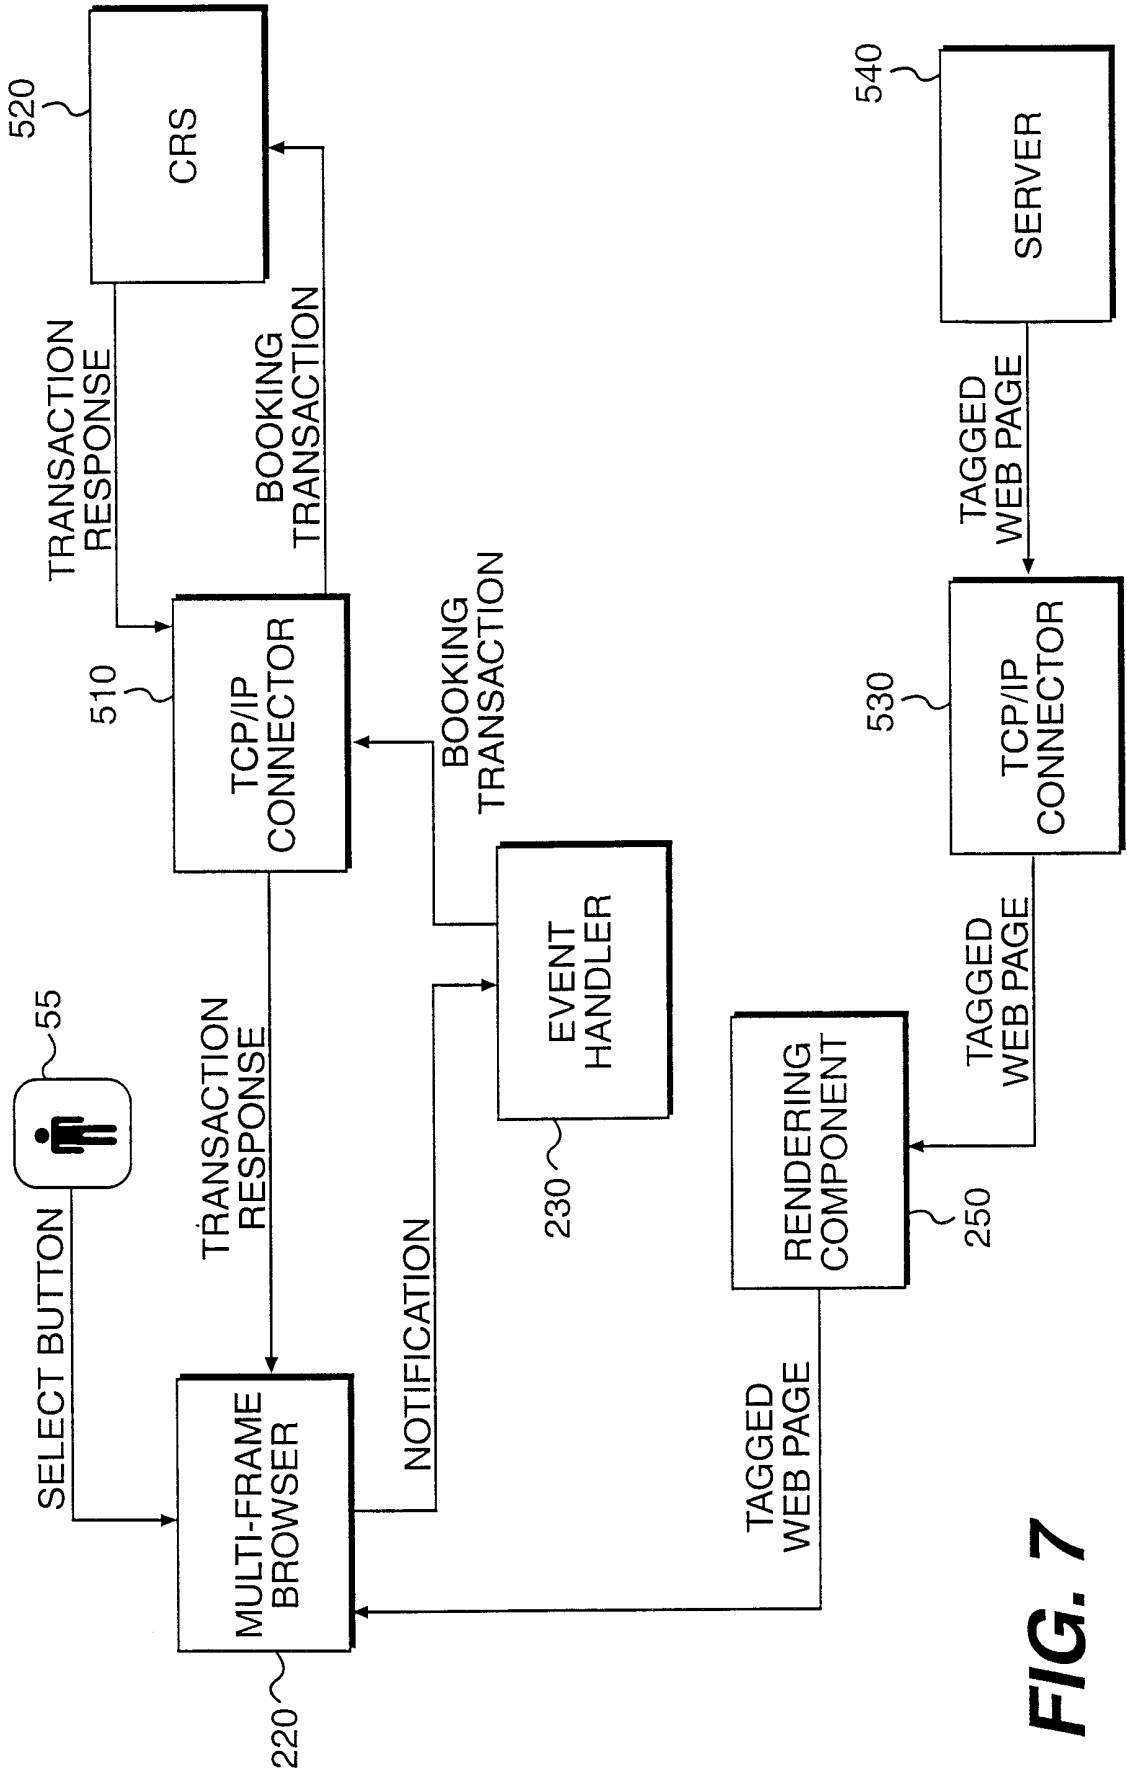 SELECT BUTTON
55
520
CRS
TRANSACTION
RESPONSE
BOOKING
TRANSACTION
510
TCP/IP
CONNECTOR
TRANSACTION
RESPONSE
MULTI-FRAME
BROWSER
220
NOTIFICATION
BOOKING
TRANSACTION
EVENT
HANDLER
230
TAGGED
WEB PAGE
RENDERING
COMPONENT
250
TAGGED
WEB PAGE
530
TCP/IP
CONNECTOR
TAGGED
WEB PAGE
540
SERVER
FIG. 7